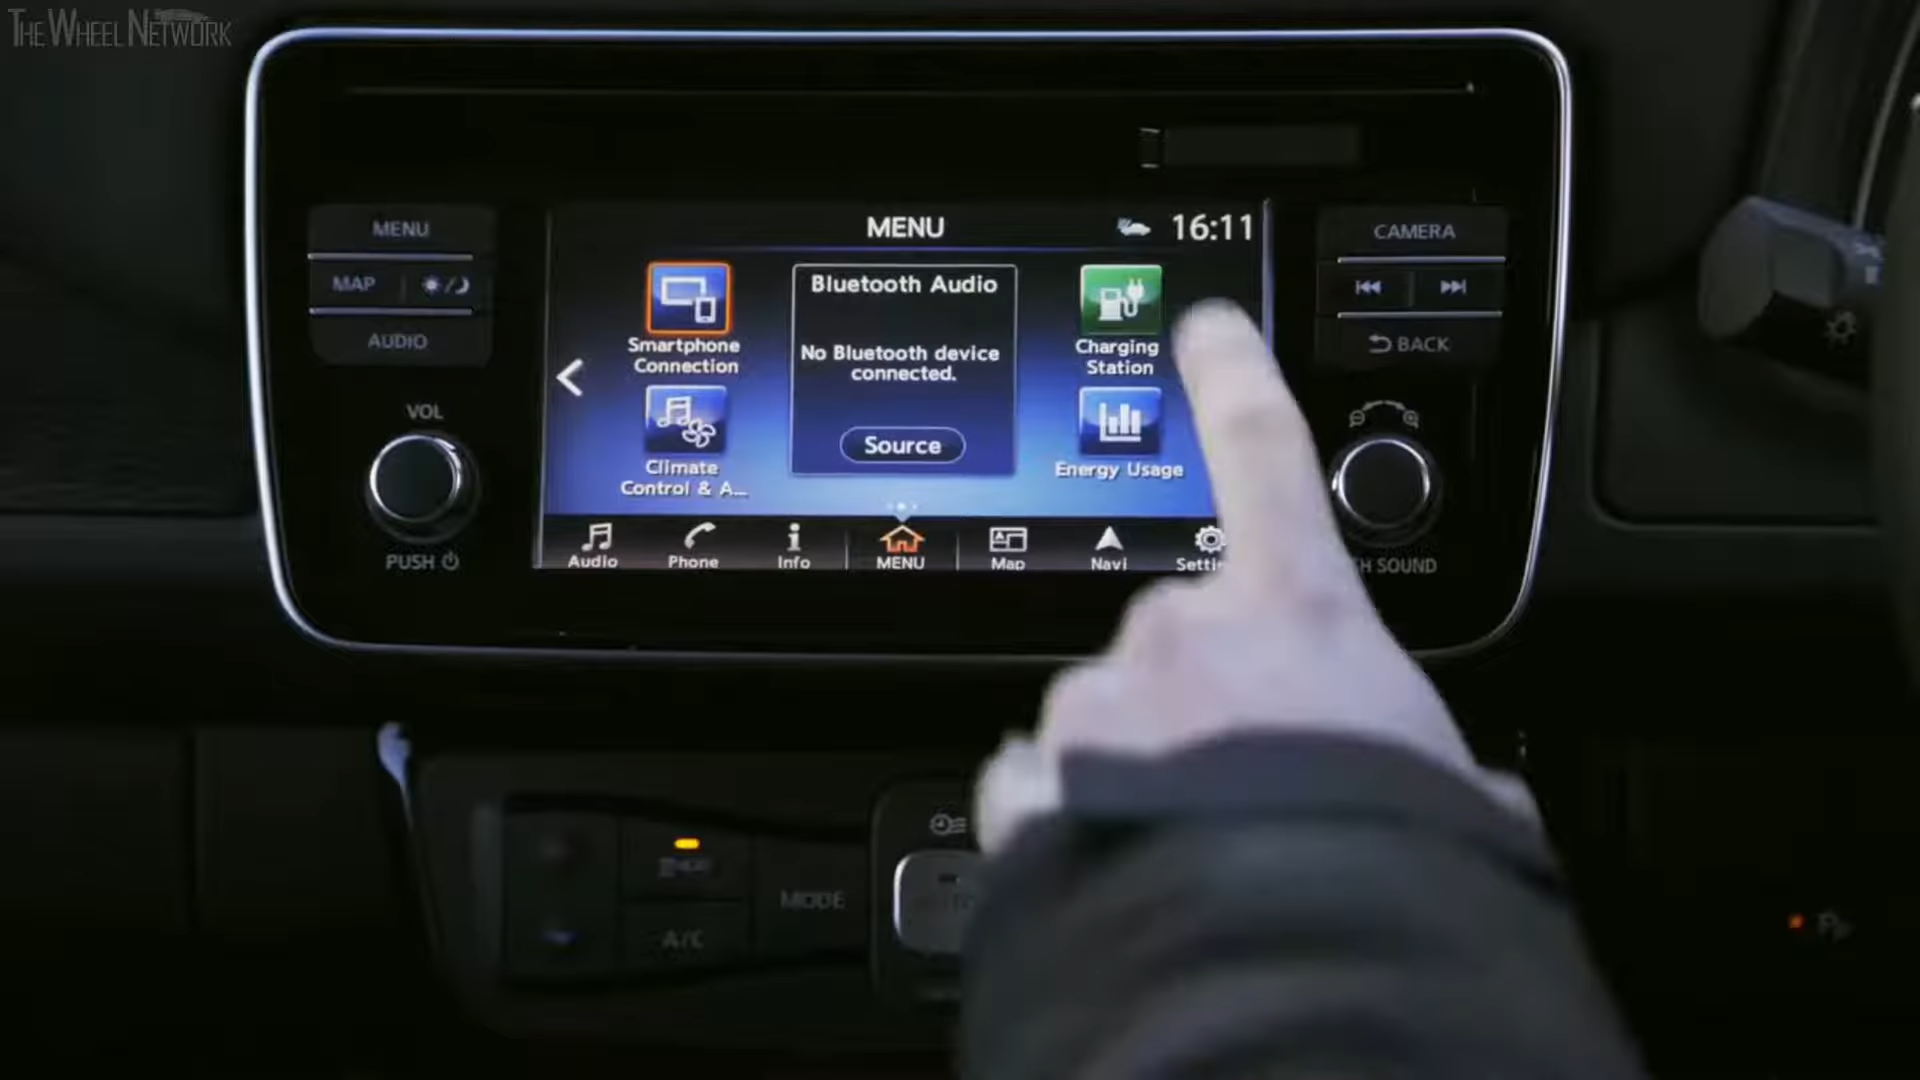 THE WHEEL NETWORK
MENU
MAP
AUDIO
VOL
PUSH
MENU
16:11
Smartphone
Connection
Climate
Control & A...
Bluetooth Audio
No Bluetooth device
connected.
Source
Charging
Station
Energy Usage
Audio
Phone
Info
MENU
Map
Navi
Setti
CAMERA
BACK
H SOUND
MODE
A/C